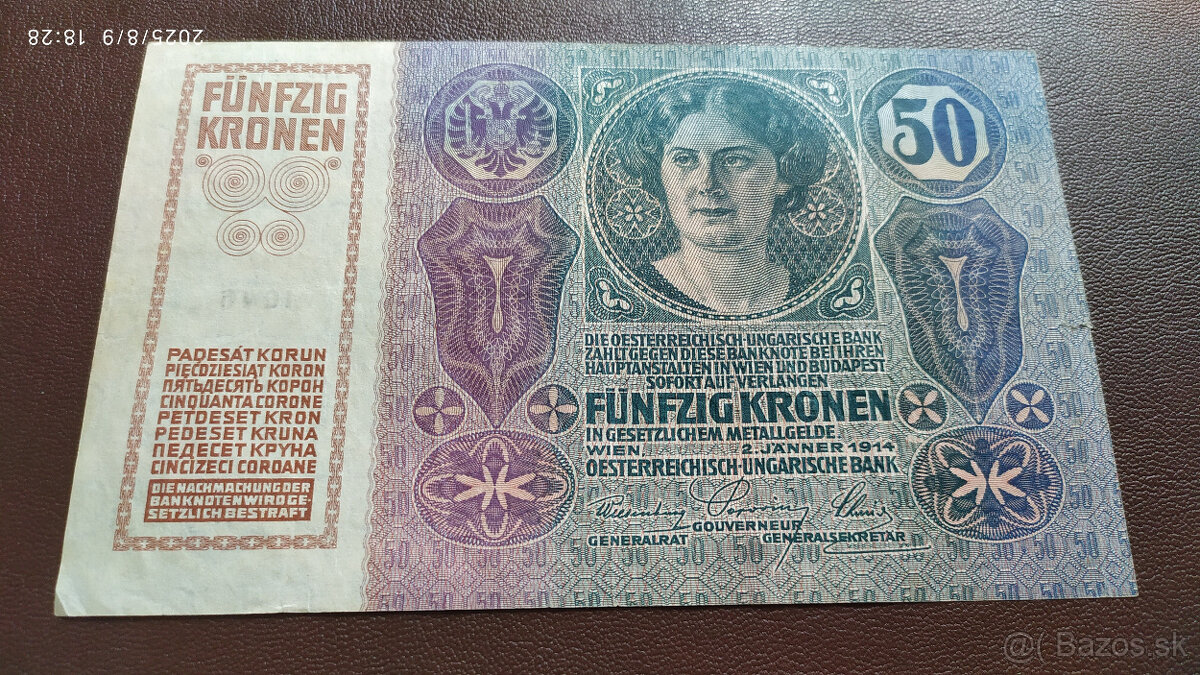 2025/8/9 18:28
FÜNFZIG
KRONEN
PADESÁT KORUN
PIĘĆDZIESIĄT KORON
ПЯТЬДЕСЯТЬ КОРОН
CINQUANTA CORONE
PETDESET KRON
PEDESET KRUNA
ПЕДЕСЕТ КРУНА
CINCIZECI COROANE
DIE NACHMACHUNG DER
BANKNOTEN WIRD GE-
SETZLICH BESTRAFT
50
DIE OESTERREICHISCH-UNGARISCHE BANK
ZAHLT GEGEN DIESE BANKNOTE BEI IHREN
HAUPTANSTALTEN IN WIEN UND BUDAPEST
SOFORT AUF VERLANGEN
FÜNFZIG KRONEN
IN GESETZLICHEM METALLGELDE.
WIEN, 2. JÄNNER 1914
OESTERREICHISCH-UNGARISCHE BANK
GOUVERNEUR
GENERALRAT GENERALSEKRETÄR
@( Bazos.sk